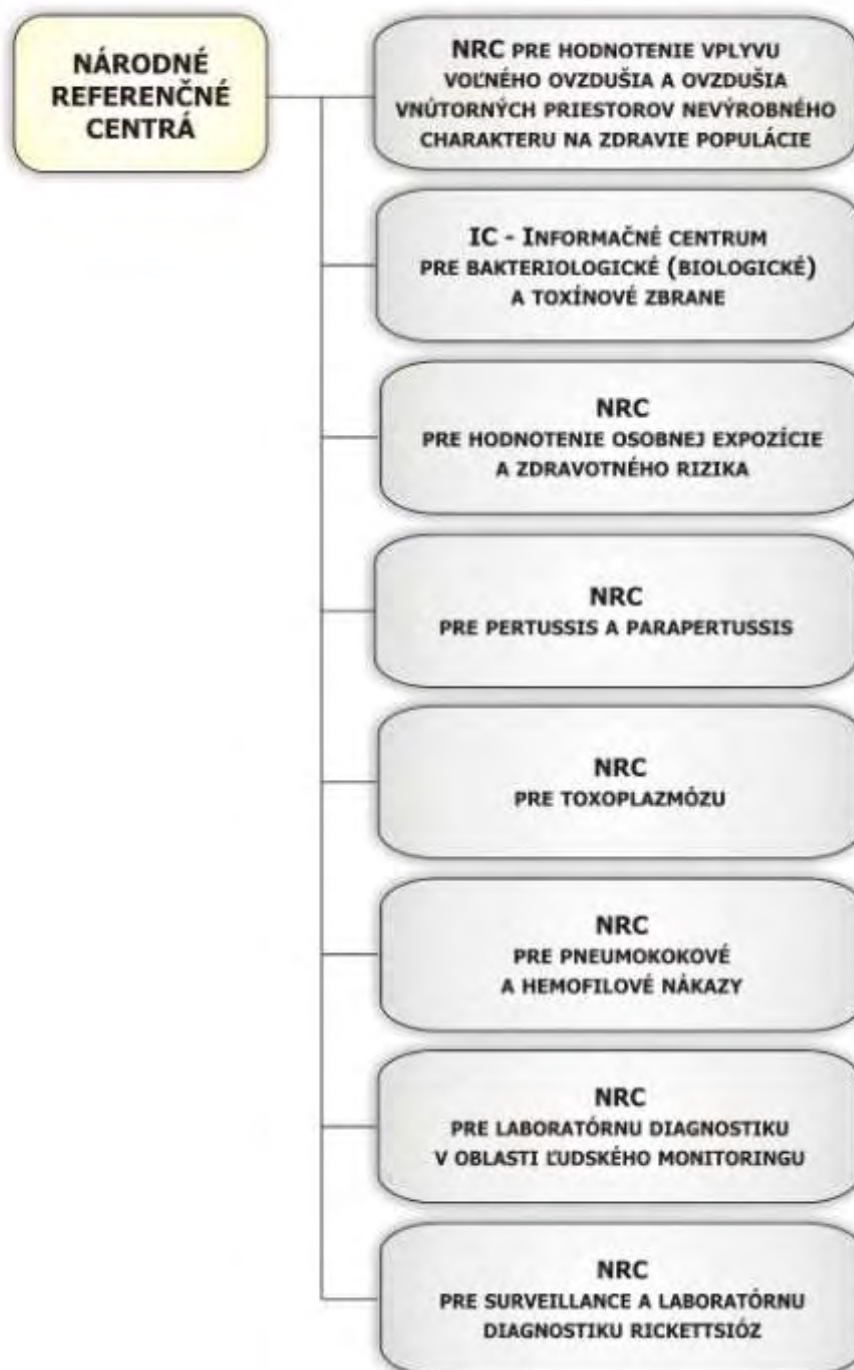 NÁRODNÉ
REFERENČNÉ
CENTRÁ
NRC PRE HODNOTENIE VPLYVU
VOĽNÉHO OVZDUŠIA A OVZDUŠIA
VNÚTORNÝCH PRIESTOROV NEVÝROBNÉHO
CHARAKTERU NA ZDRAVIE POPULÁCIE
IC - INFORMAČNÉ CENTRUM
PRE BAKTERIOLOGICKÉ (BIOLOGICKÉ)
A TOXÍNOVÉ ZBRANE
NRC
PRE HODNOTENIE OSOBNEJ EXPOZÍCIE
A ZDRAVOTNÉHO RIZIKA
NRC
PRE PERTUSSIS A PARAPERTUSSIS
NRC
PRE TOXOPLAZMÓZU
NRC
PRE PNEUMOKOKOVÉ
A HEMOFILOVÉ NÁKAZY
NRC
PRE LABORATÓRNU DIAGNOSTIKU
V OBLASTI ĽUDSKÉHO MONITORINGU
NRC
PRE SURVEILLANCE A LABORATÓRNU
DIAGNOSTIKU RICKETTSIÓZ